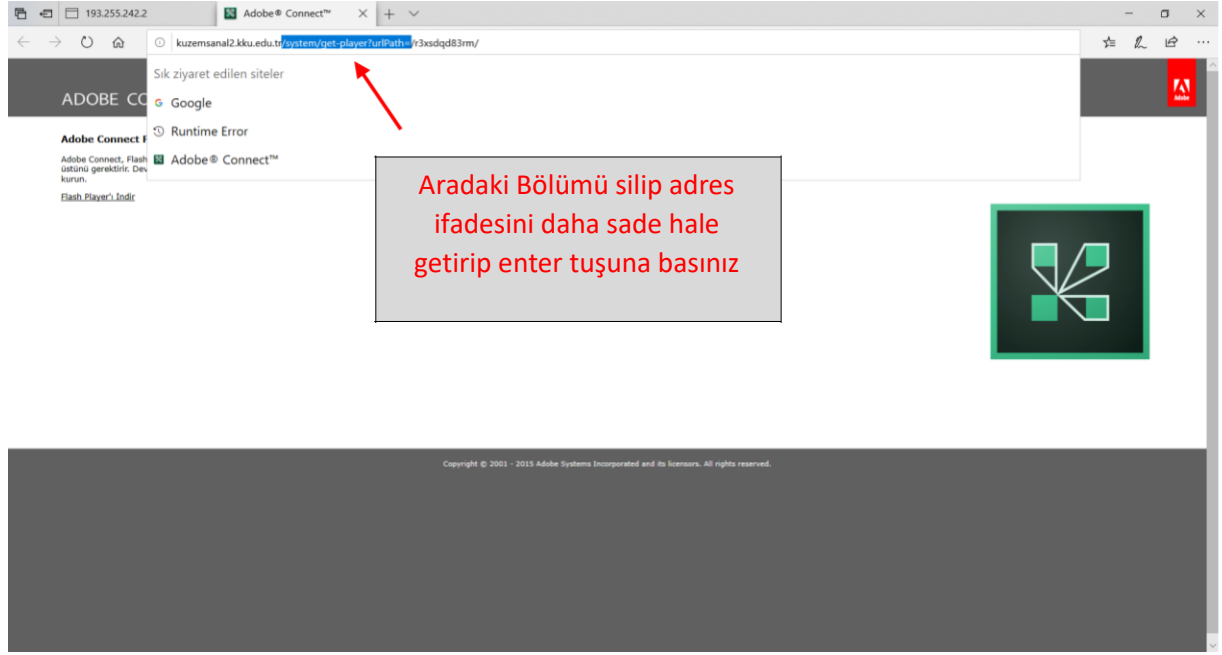 193.255.242.2
Adobe® Connect™
kuzemsanal2.kku.edu.tr/system/get-player?urlPath=/r3xsdqd83rm/
Sık ziyaret edilen siteler
Google
Runtime Error
Adobe® Connect™
ADOBE CO
Adobe
Adobe Connect F
Adobe Connect, Flash
üstünü gerektirir. Dev
kurun.
Flash Player'ı İndir
Aradaki Bölümü silip adres
ifadesini daha sade hale
getirip enter tuşuna basınız
Copyright © 2001 - 2015 Adobe Systems Incorporated and its licensors. All rights reserved.